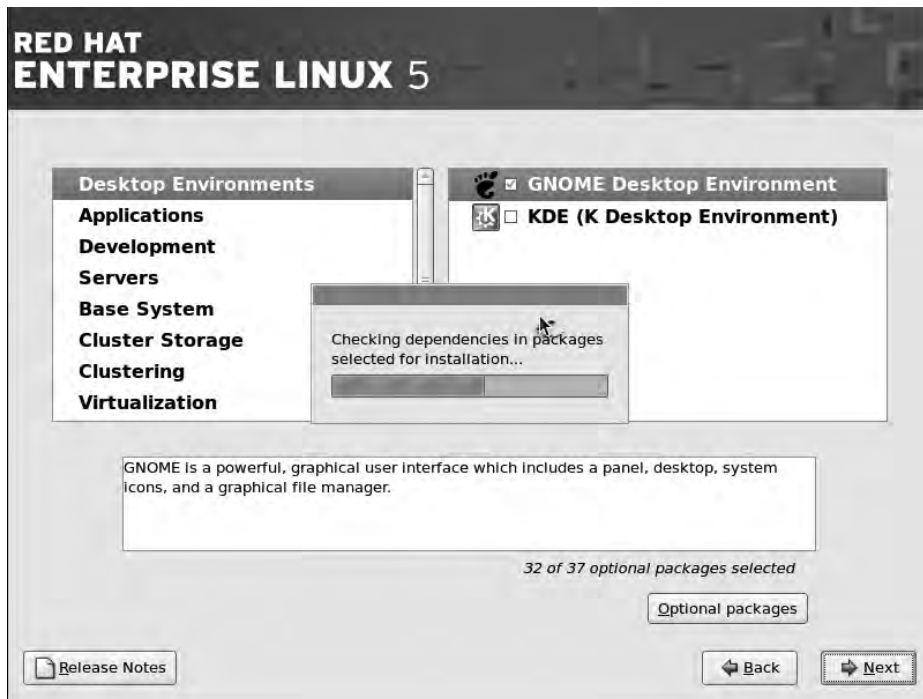 RED HAT
ENTERPRISE LINUX 5
Desktop Environments
Applications
Development
Servers
Base System
Cluster Storage
Clustering
Virtualization
GNOME Desktop Environment
KDE (K Desktop Environment)
Checking dependencies in packages
selected for installation...
GNOME is a powerful, graphical user interface which includes a panel, desktop, system
icons, and a graphical file manager.
32 of 37 optional packages selected
Optional packages
Release Notes
Back
Next